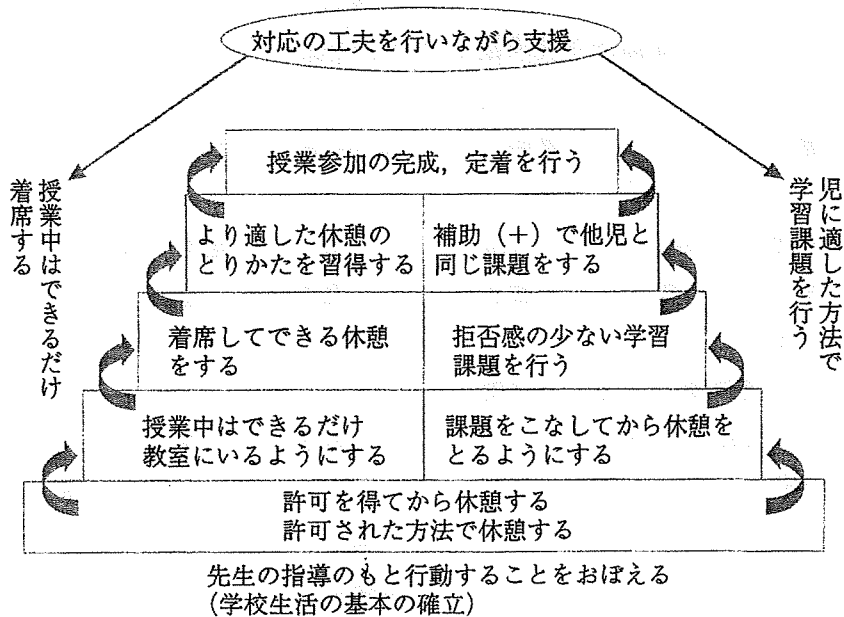 対応の工夫を行いながら支援
授業中はできるだけ
着席する
児に適した方法で
学習課題を行う
授業参加の完成,定着を行う
より適した休憩の
とりかたを習得する
補助(+)で他児と
同じ課題をする
着席してできる休憩
をする
拒否感の少ない学習
課題を行う
授業中はできるだけ
教室にいるようにする
課題をこなしてから休憩を
とるようにする
許可を得てから休憩する
許可された方法で休憩する
先生の指導のもと行動することをおぼえる
(学校生活の基本の確立)